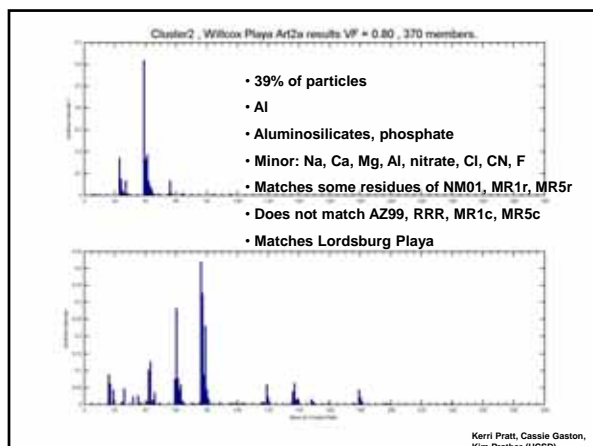 Cluster2 , Willcox Playa Art2a results VF = 0.80 , 370 members.
• 39% of particles
• Al
• Aluminosilicates, phosphate
• Minor: Na, Ca, Mg, Al, nitrate, Cl, CN, F
• Matches some residues of NM01, MR1r, MR5r
• Does not match AZ99, RRR, MR1c, MR5c
• Matches Lordsburg Playa
Kerri Pratt, Cassie Gaston,
Kim Prather (UCSD)